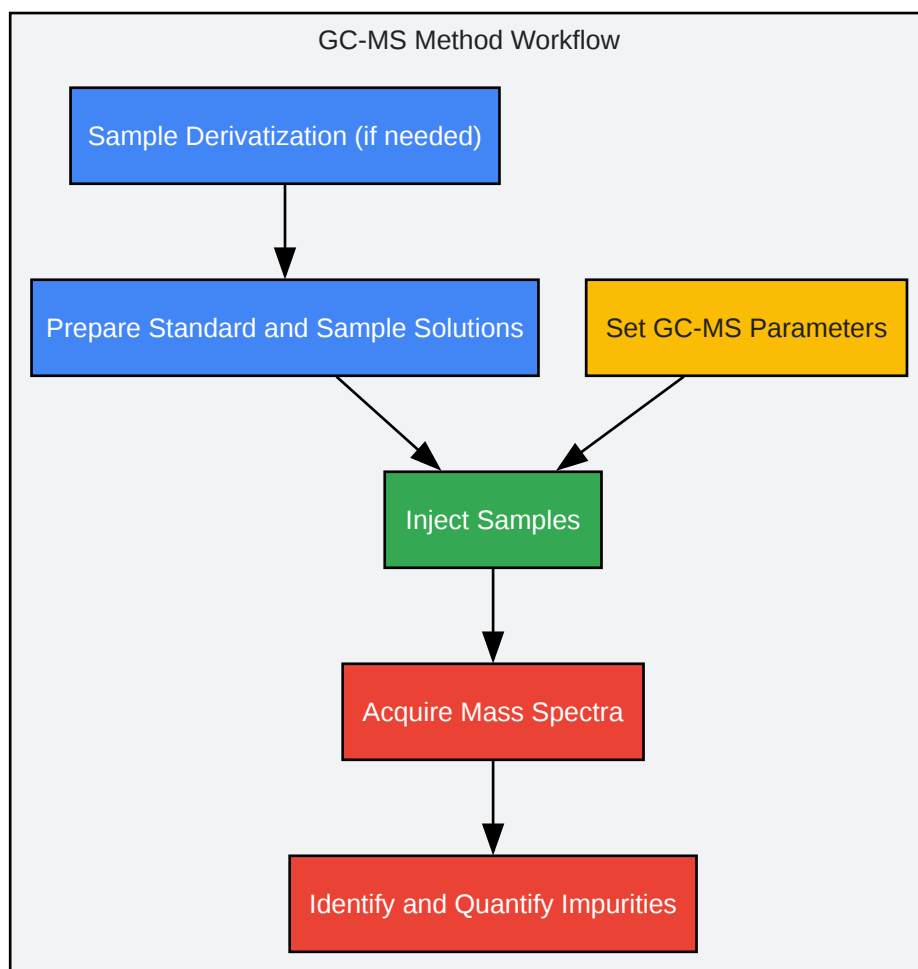 GC-MS Method Workflow
Sample Derivatization (if needed)
Prepare Standard and Sample Solutions
Set GC-MS Parameters
Inject Samples
Acquire Mass Spectra
Identify and Quantify Impurities